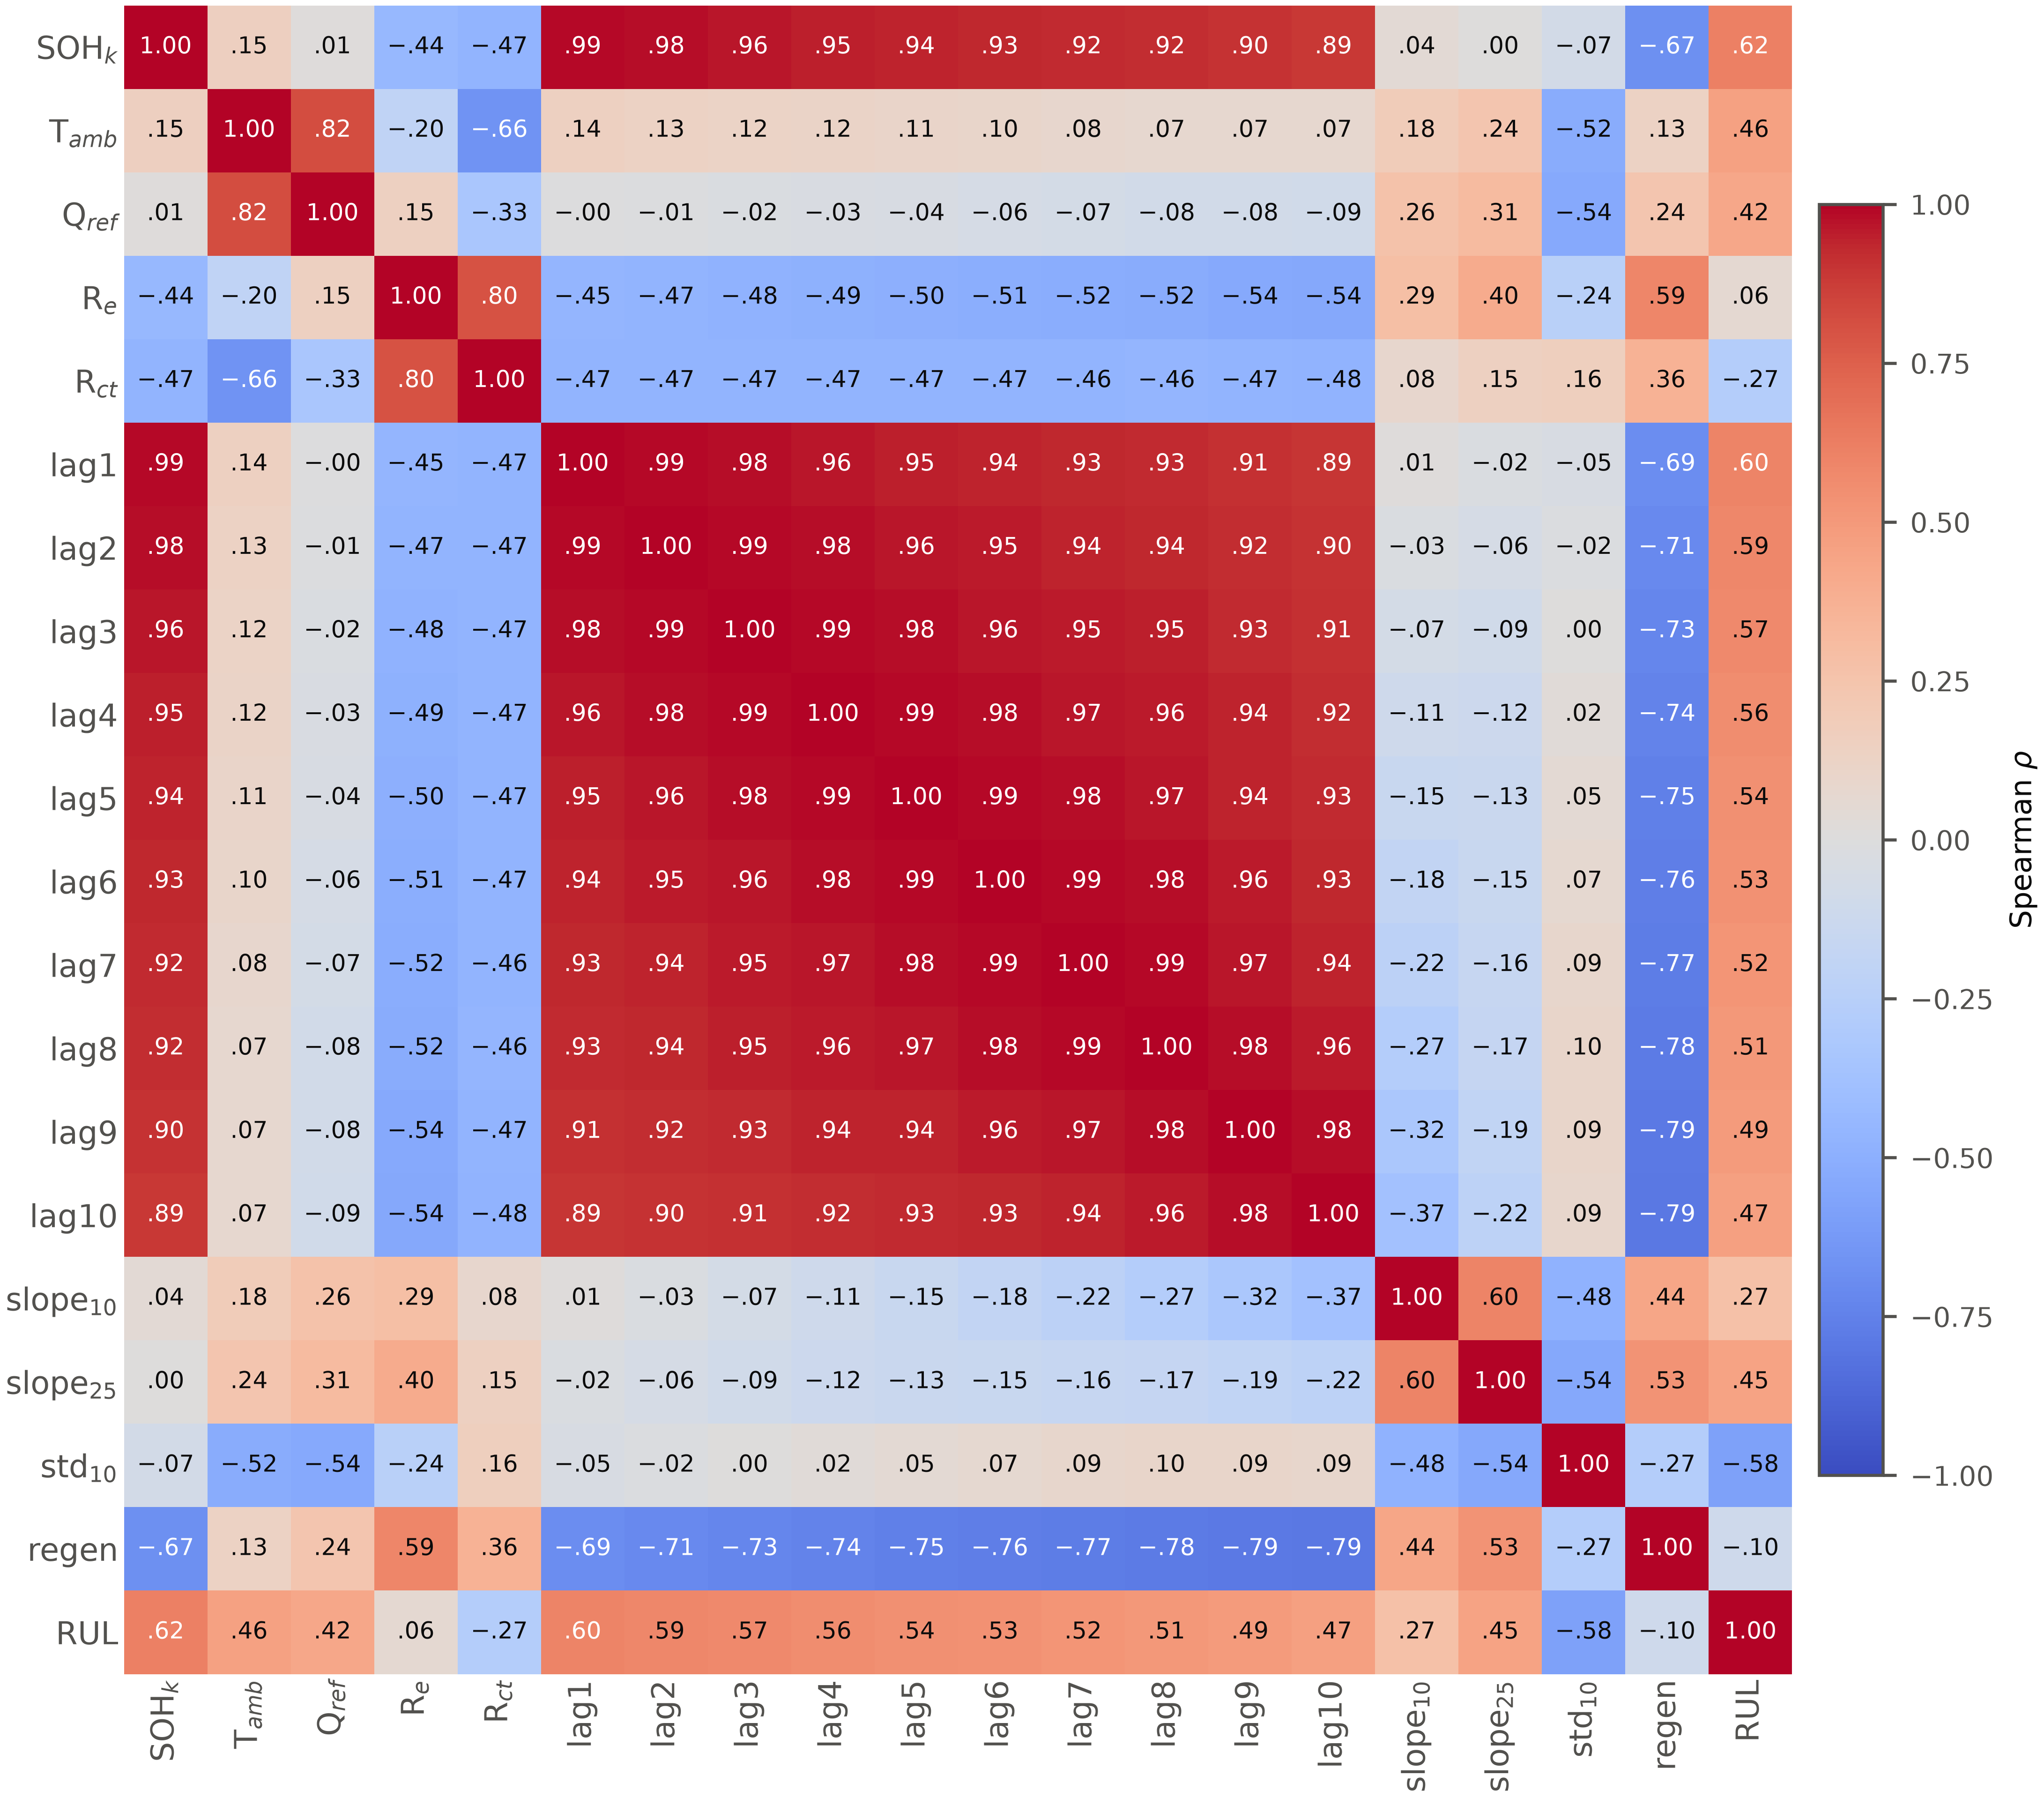 SOHk 1.00 .15 .01 −.44 −.47 .99 .98 .96 .95 .94 .93 .92 .92 .90 .89 .04 .00 −.07 −.67 .62
Tamb .15 1.00 .82 −.20 −.66 .14 .13 .12 .12 .11 .10 .08 .07 .07 .07 .18 .24 −.52 .13 .46
Qref .01 .82 1.00 .15 −.33 −.00 −.01 −.02 −.03 −.04 −.06 −.07 −.08 −.08 −.09 .26 .31 −.54 .24 .42
Re −.44 −.20 .15 1.00 .80 −.45 −.47 −.48 −.49 −.50 −.51 −.52 −.52 −.54 −.54 .29 .40 −.24 .59 .06
Rct −.47 −.66 −.33 .80 1.00 −.47 −.47 −.47 −.47 −.47 −.47 −.46 −.46 −.47 −.48 .08 .15 .16 .36 −.27
lag1 .99 .14 −.00 −.45 −.47 1.00 .99 .98 .96 .95 .94 .93 .93 .91 .89 .01 −.02 −.05 −.69 .60
lag2 .98 .13 −.01 −.47 −.47 .99 1.00 .99 .98 .96 .95 .94 .94 .92 .90 −.03 −.06 −.02 −.71 .59
lag3 .96 .12 −.02 −.48 −.47 .98 .99 1.00 .99 .98 .96 .95 .95 .93 .91 −.07 −.09 .00 −.73 .57
lag4 .95 .12 −.03 −.49 −.47 .96 .98 .99 1.00 .99 .98 .97 .96 .94 .92 −.11 −.12 .02 −.74 .56
lag5 .94 .11 −.04 −.50 −.47 .95 .96 .98 .99 1.00 .99 .98 .97 .94 .93 −.15 −.13 .05 −.75 .54
lag6 .93 .10 −.06 −.51 −.47 .94 .95 .96 .98 .99 1.00 .99 .98 .96 .93 −.18 −.15 .07 −.76 .53
lag7 .92 .08 −.07 −.52 −.46 .93 .94 .95 .97 .98 .99 1.00 .99 .97 .94 −.22 −.16 .09 −.77 .52
lag8 .92 .07 −.08 −.52 −.46 .93 .94 .95 .96 .97 .98 .99 1.00 .98 .96 −.27 −.17 .10 −.78 .51
lag9 .90 .07 −.08 −.54 −.47 .91 .92 .93 .94 .94 .96 .97 .98 1.00 .98 −.32 −.19 .09 −.79 .49
lag10 .89 .07 −.09 −.54 −.48 .89 .90 .91 .92 .93 .93 .94 .96 .98 1.00 −.37 −.22 .09 −.79 .47
slope10 .04 .18 .26 .29 .08 .01 −.03 −.07 −.11 −.15 −.18 −.22 −.27 −.32 −.37 1.00 .60 −.48 .44 .27
slope25 .00 .24 .31 .40 .15 −.02 −.06 −.09 −.12 −.13 −.15 −.16 −.17 −.19 −.22 .60 1.00 −.54 .53 .45
std10 −.07 −.52 −.54 −.24 .16 −.05 −.02 .00 .02 .05 .07 .09 .10 .09 .09 −.48 −.54 1.00 −.27 −.58
regen −.67 .13 .24 .59 .36 −.69 −.71 −.73 −.74 −.75 −.76 −.77 −.78 −.79 −.79 .44 .53 −.27 1.00 −.10
RUL .62 .46 .42 .06 −.27 .60 .59 .57 .56 .54 .53 .52 .51 .49 .47 .27 .45 −.58 −.10 1.00
SOHk Tamb Qref Re Rct lag1 lag2 lag3 lag4 lag5 lag6 lag7 lag8 lag9 lag10 slope10 slope25 std10 regen RUL
1.00
0.75
0.50
0.25
0.00
−0.25
−0.50
−0.75
−1.00
Spearman ρ